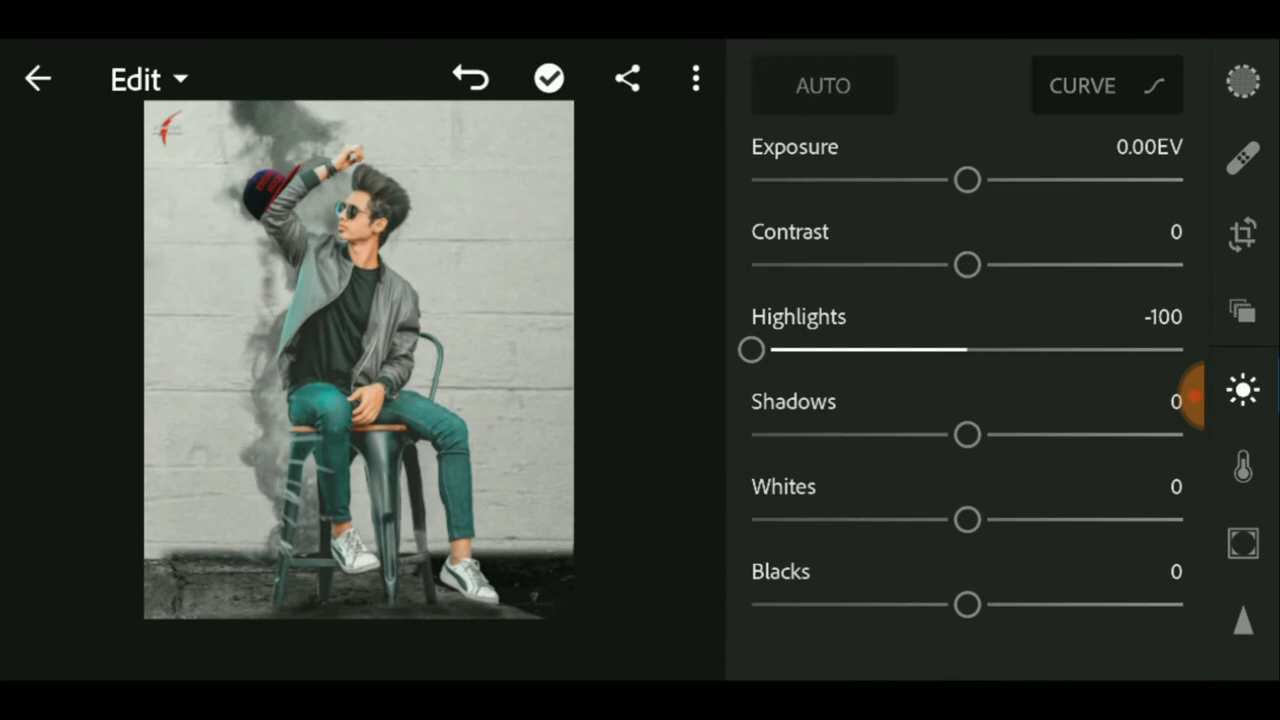 Edit
AUTO
CURVE
Exposure
0.00EV
Contrast
0
Highlights
-100
Shadows
0
Whites
0
Blacks
0